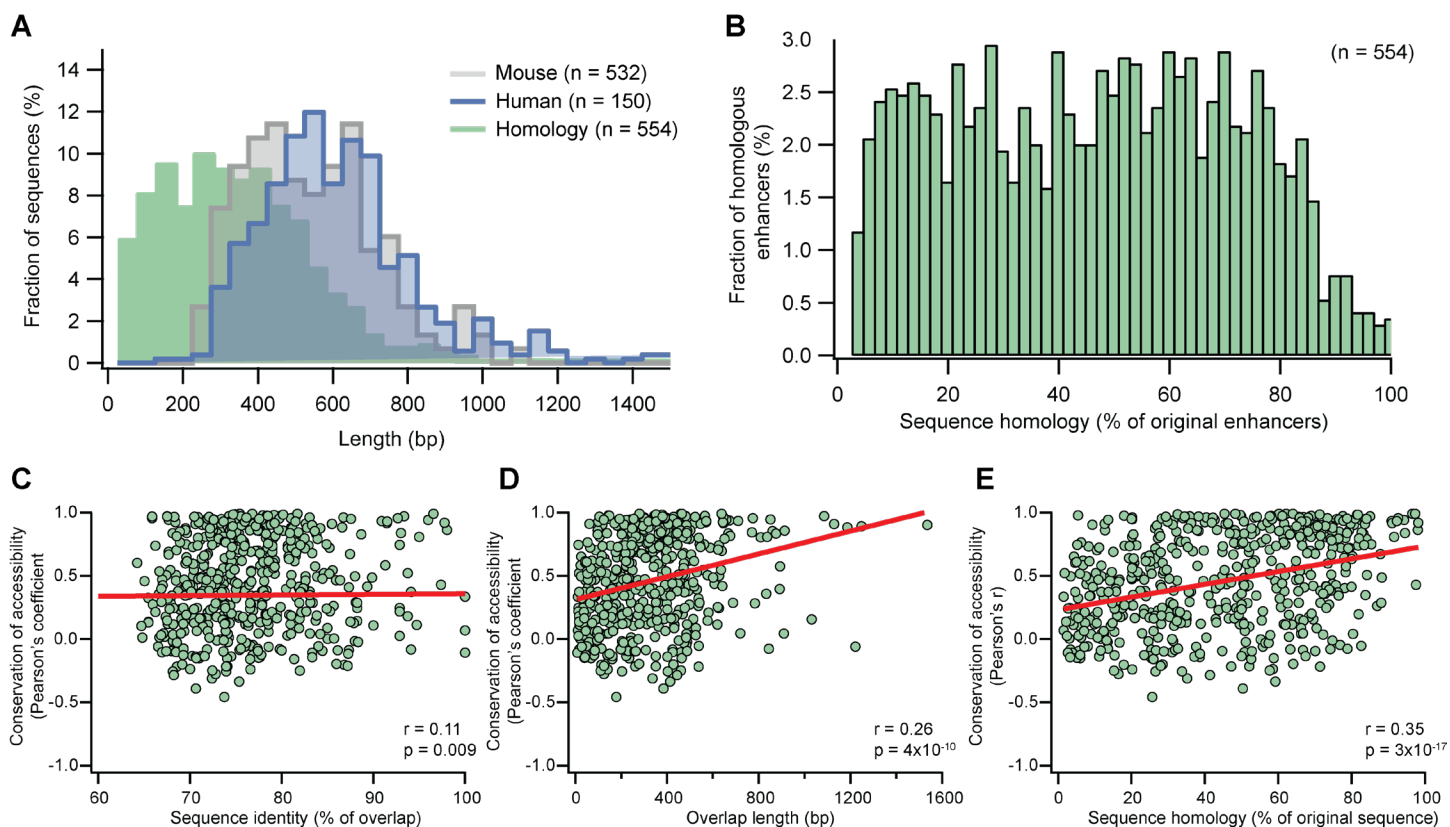 A
Fraction of sequences (%)
14
12
10
8
6
4
2
0
Mouse (n = 532)
Human (n = 150)
Homology (n = 554)
0 200 400 600 800 1000 1200 1400
Length (bp)
B
Fraction of homologous
enhancers (%)
3.0
2.5
2.0
1.5
1.0
0.5
0.0
(n = 554)
0 20 40 60 80 100
Sequence homology (% of original enhancers)
C
Conservation of accessibility
(Pearson's coefficient
1.0
0.5
0.0
-0.5
-1.0
r = 0.11
p = 0.009
60 70 80 90 100
Sequence identity (% of overlap)
D
Conservation of accessibility
(Pearson's coefficient
1.0
0.5
0.0
-0.5
-1.0
r = 0.26
p = 4x10⁻¹⁰
0 400 800 1200 1600
Overlap length (bp)
E
Conservation of accessibility
(Pearson's r)
1.0
0.5
0.0
-0.5
-1.0
r = 0.35
p = 3x10⁻¹⁷
0 20 40 60 80 100
Sequence homology (% of original sequence)